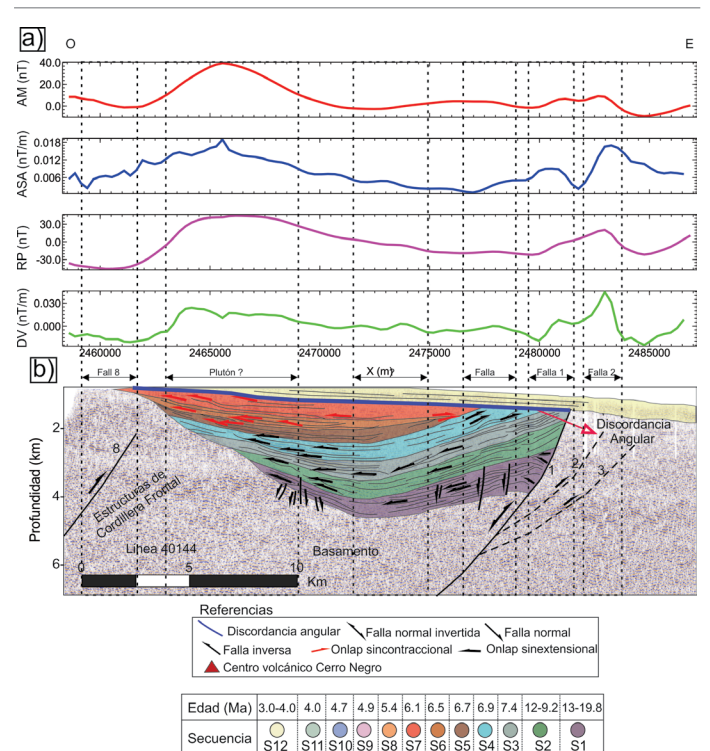 a)
O E
AM (nT)
40.0
0.0
ASA (nT/m)
0.018
0.012
0.006
RP (nT)
30.0
0.0
-30.0
DV (nT/m)
0.030
0.000
2460000 2465000 2470000 2475000 2480000 2485000
b)
Fall 8 Plutón ? X (m) Falla Falla 1 Falla 2
Profundidad (km)
2
4
6
8
Estructuras de
Cordillera Frontal
1
2
3
Discordancia
Angular
Línea 40144
Basamento
0 5 10
Km
Referencias
Discordancia angular Falla normal invertida Falla normal
Falla inversa Onlap sincontraccional Onlap sinextensional
Centro volcánico Cerro Negro
Edad (Ma) 3.0-4.0 4.0 4.7 4.9 5.4 6.1 6.5 6.7 6.9 7.4 12-9.2 13-19.8
Secuencia S12 S11 S10 S9 S8 S7 S6 S5 S4 S3 S2 S1